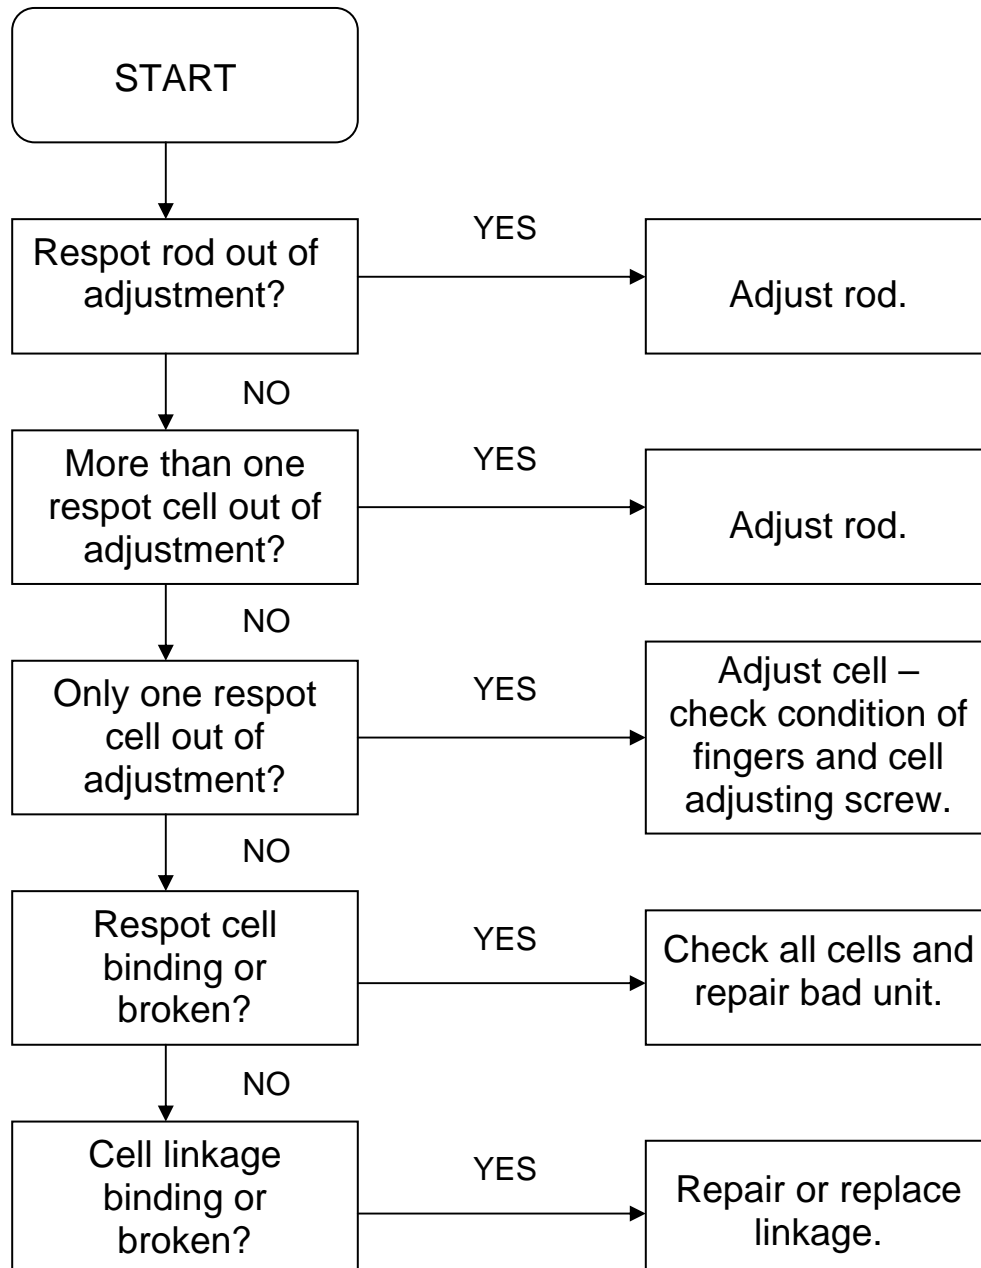 START
Respot rod out of
adjustment?
YES
Adjust rod.
NO
More than one
respot cell out of
adjustment?
YES
Adjust rod.
NO
Only one respot
cell out of
adjustment?
YES
Adjust cell –
check condition of
fingers and cell
adjusting screw.
NO
Respot cell
binding or
broken?
YES
Check all cells and
repair bad unit.
NO
Cell linkage
binding or
broken?
YES
Repair or replace
linkage.